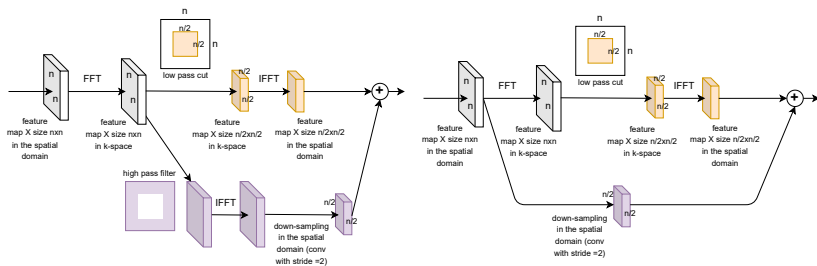 n
n/2
n/2
n
low pass cut
n
n
FFT
n
n
n/2
n/2
IFFT
+
feature
map X size nxn
in the spatial
domain
feature
map X size nxn
in k-space
feature
map X size n/2xn/2
in k-space
feature
map X size n/2xn/2
in the spatial
domain
high pass filter
IFFT
n/2
n/2
down-sampling
in the spatial
domain (conv
with stride =2)
n
n/2
n/2
n
low pass cut
n
n
FFT
n
n
n/2
n/2
IFFT
+
feature
map X size nxn
in the spatial
domain
feature
map X size nxn
in k-space
feature
map X size n/2xn/2
in k-space
feature
map X size n/2xn/2
in the spatial
domain
n/2
n/2
down-sampling
in the spatial
domain (conv
with stride =2)